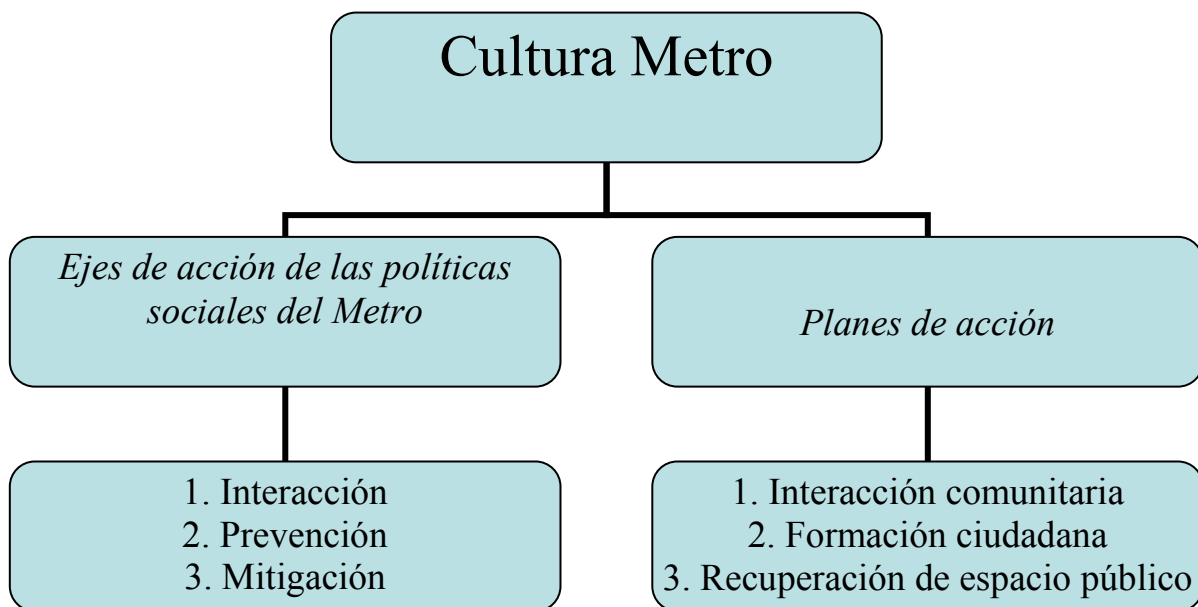 Cultura Metro
Ejes de acción de las políticas
sociales del Metro
Planes de acción
1. Interacción
2. Prevención
3. Mitigación
1. Interacción comunitaria
2. Formación ciudadana
3. Recuperación de espacio público